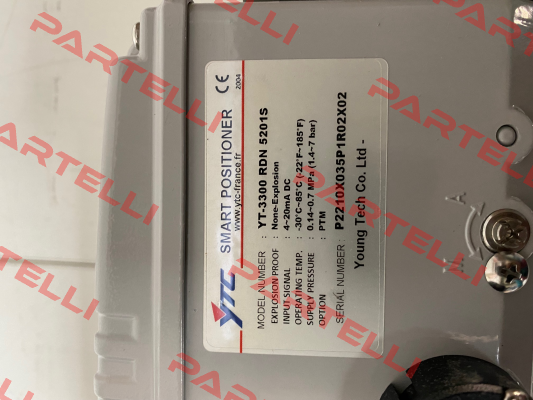 YTC SMART POSITIONER CE
www.ytc-france.fr 2004
MODEL NUMBER : YT-3300 RDN 5201S
EXPLOSION PROOF : None-Explosion
INPUT SIGNAL : 4~20mA DC
OPERATING TEMP. : -30°C~85°C (-22°F~185°F)
SUPPLY PRESSURE : 0.14~0.7 MPa (1.4~7 bar)
OPTION : PTM
SERIAL NUMBER : P2210X035P1R02X02
Young Tech Co. Ltd -
A
PARTELLI
PARTELLI
PARTELLI
PARTELLI
PARTELLI
PARTELLI